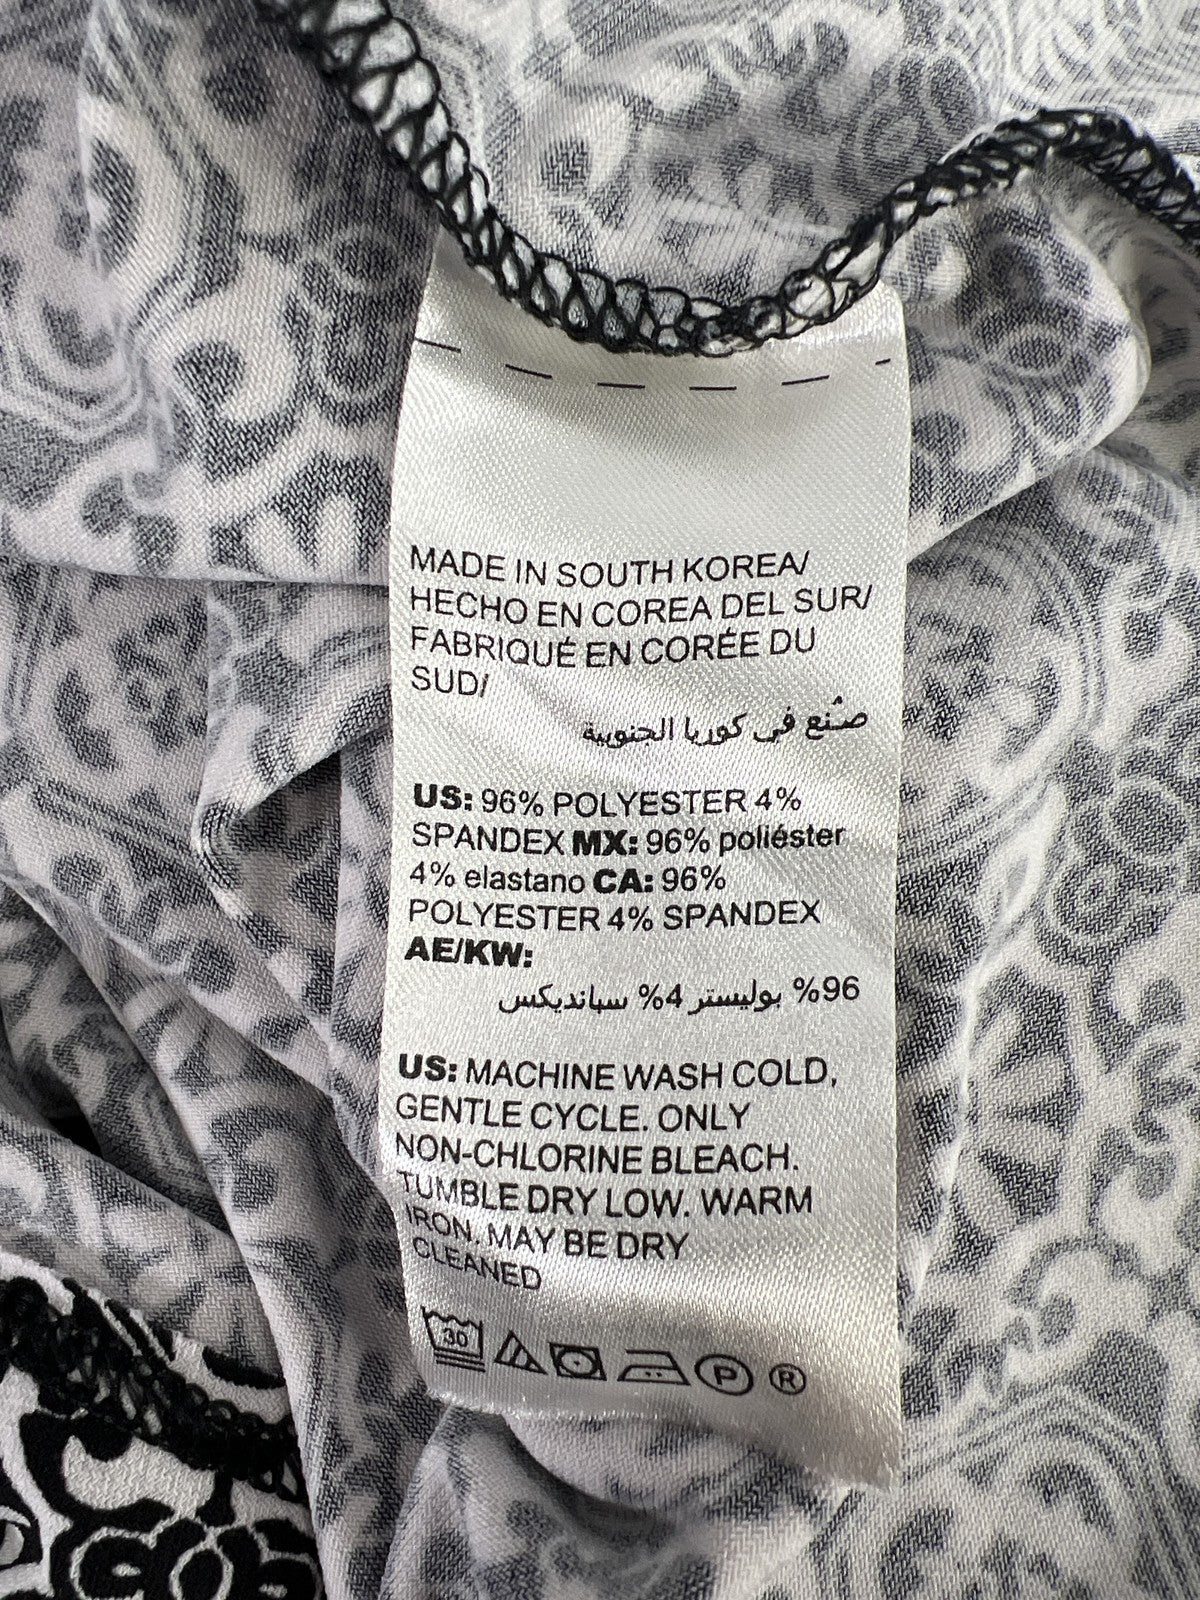 MADE IN SOUTH KOREA/
HECHO EN COREA DEL SUR/
FABRIQUÉ EN CORÉE DU
SUD/
صُنع في كوريا الجنوبية
US: 96% POLYESTER 4%
SPANDEX MX: 96% poliéster
4% elastano CA: 96%
POLYESTER 4% SPANDEX
AE/KW:
96% بوليستر 4% سبانديكس
US: MACHINE WASH COLD,
GENTLE CYCLE. ONLY
NON-CHLORINE BLEACH.
TUMBLE DRY LOW. WARM
IRON. MAY BE DRY
CLEANED
30 P ®